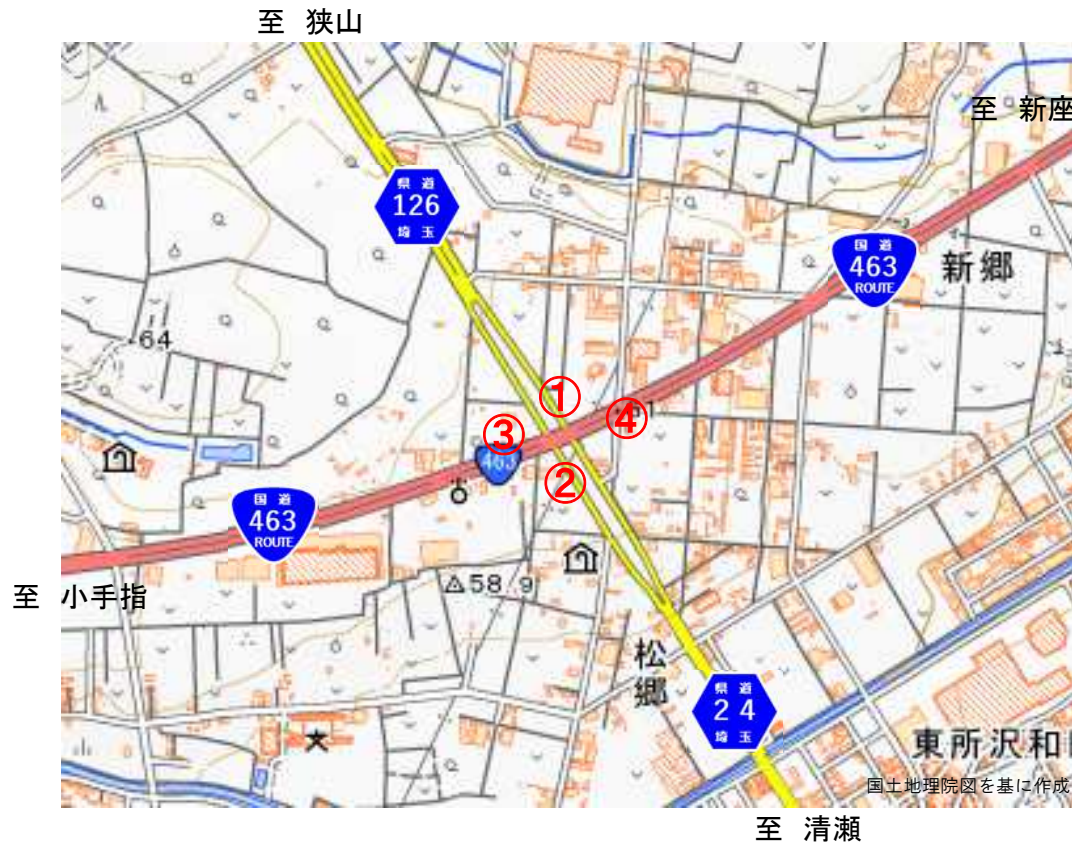 至 狭山
至 新座
県道
126
埼玉
国道
463
ROUTE
新郷
64
①
④
③
463
②
国道
463
ROUTE
58.9
至 小手指
松郷
県道
24
埼玉
東所沢和田
国土地理院図を基に作成
至 清瀬